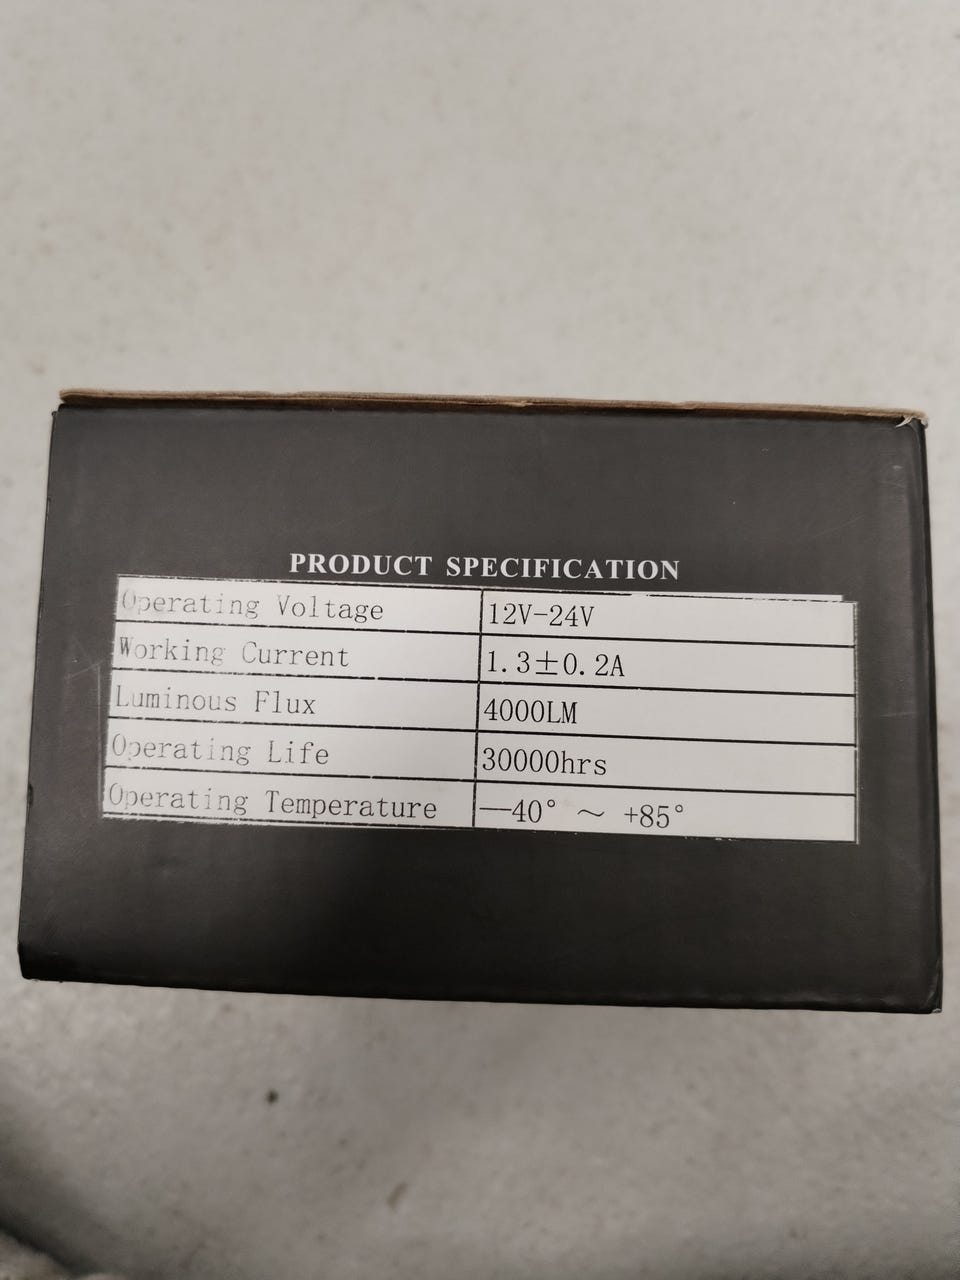 PRODUCT SPECIFICATION
Operating Voltage 12V-24V
Working Current 1.3±0.2A
Luminous Flux 4000LM
Operating Life 30000hrs
Operating Temperature —40° ~ +85°